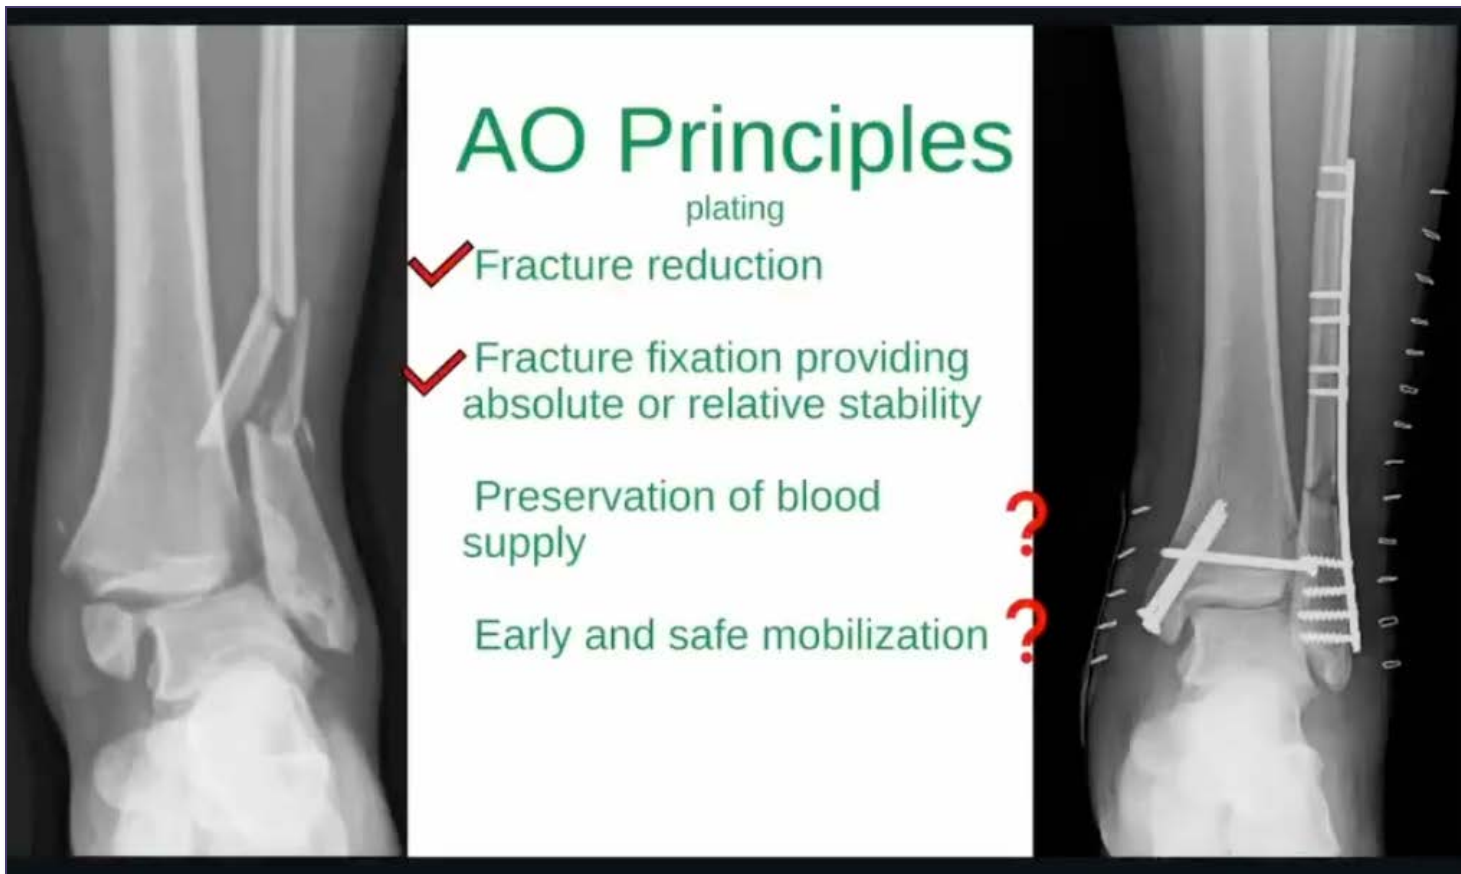 AO Principles
plating
Fracture reduction
Fracture fixation providing
absolute or relative stability
Preservation of blood
supply
?
Early and safe mobilization
?